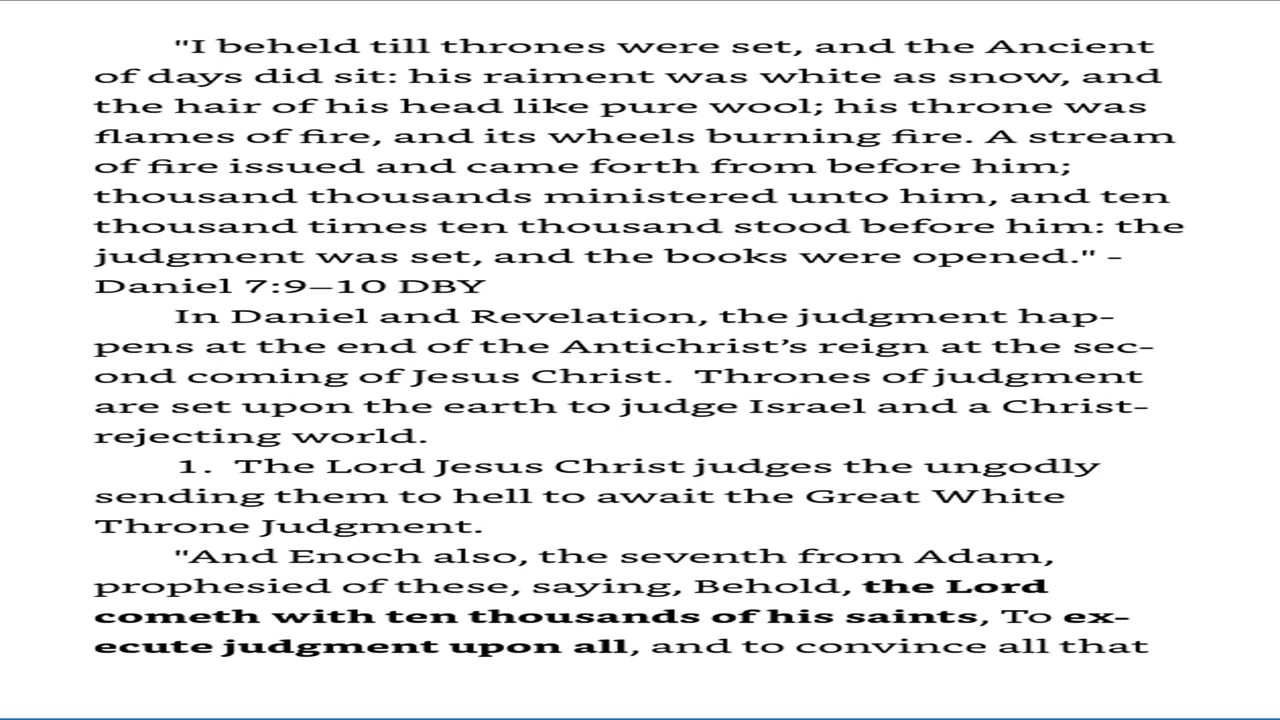 "I beheld till thrones were set, and the Ancient
of days did sit: his raiment was white as snow, and
the hair of his head like pure wool; his throne was
flames of fire, and its wheels burning fire. A stream
of fire issued and came forth from before him;
thousand thousands ministered unto him, and ten
thousand times ten thousand stood before him: the
judgment was set, and the books were opened." -
Daniel 7:9–10 DBY
In Daniel and Revelation, the judgment hap-
pens at the end of the Antichrist’s reign at the sec-
ond coming of Jesus Christ.  Thrones of judgment
are set upon the earth to judge Israel and a Christ-
rejecting world.
1.  The Lord Jesus Christ judges the ungodly
sending them to hell to await the Great White
Throne Judgment.
"And Enoch also, the seventh from Adam,
prophesied of these, saying, Behold, the Lord
cometh with ten thousands of his saints, To ex-
ecute judgment upon all, and to convince all that